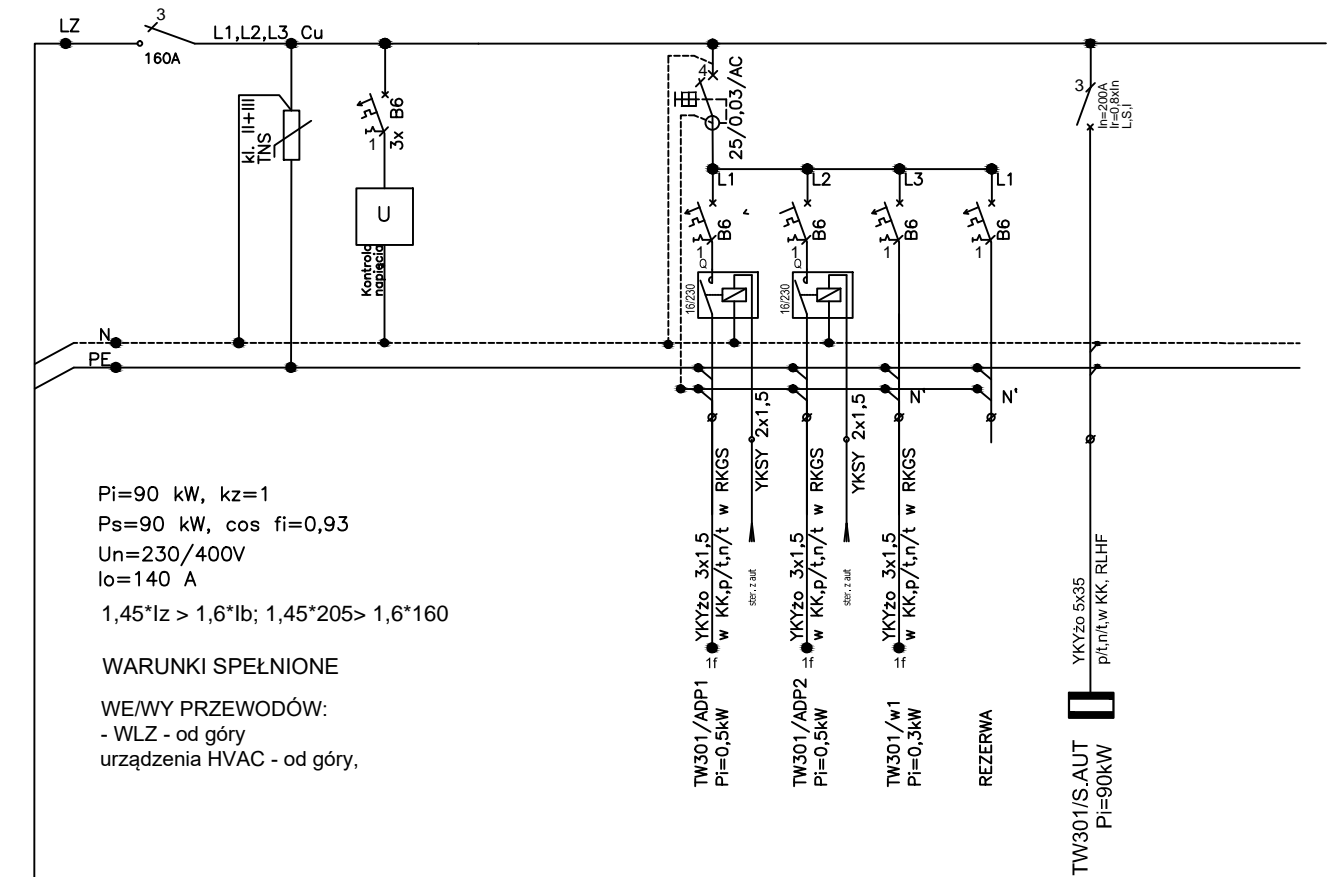 LZ
3
160A
L1,L2,L3 Cu
kl. II+III
TNS
1
3x B6
U
Kontrola
napięcia
4
25/0,03/AC
3
In=200A
Ir=0,8xIn
L,S,I
L1
L2
L3
L1
1
B6
1
B6
1
B6
1
B6
Q
16/230
Q
16/230
N
PE
N'
N'
YKYżo 3x1,5
w KK,p/t,n/t w RKGS
YKSY 2x1,5
ster. z aut
YKYżo 3x1,5
w KK,p/t,n/t w RKGS
YKSY 2x1,5
ster. z aut
YKYżo 3x1,5
w KK,p/t,n/t w RKGS
YKYżo 5x35
p/t,n/t,w KK, RLHF
1f
1f
1f
TW301/ADP1
Pi=0,5kW
TW301/ADP2
Pi=0,5kW
TW301/w1
Pi=0,3kW
REZERWA
TW301/S.AUT
Pi=90kW
Pi=90 kW, kz=1
Ps=90 kW, cos fi=0,93
Un=230/400V
Io=140 A
1,45*Iz > 1,6*Ib; 1,45*205> 1,6*160
WARUNKI SPEŁNIONE
WE/WY PRZEWODÓW:
- WLZ - od góry
urządzenia HVAC - od góry,